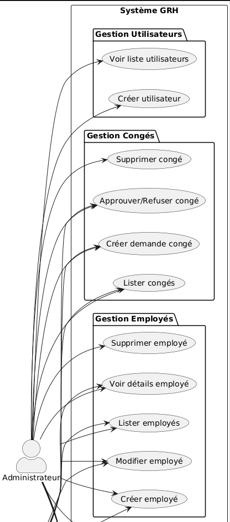 Système GRH
Gestion Utilisateurs
Voir liste utilisateurs
Créer utilisateur
Gestion Congés
Supprimer congé
Approuver/Refuser congé
Créer demande congé
Lister congés
Gestion Employés
Supprimer employé
Voir détails employé
Lister employés
Modifier employé
Administrateur
Créer employé